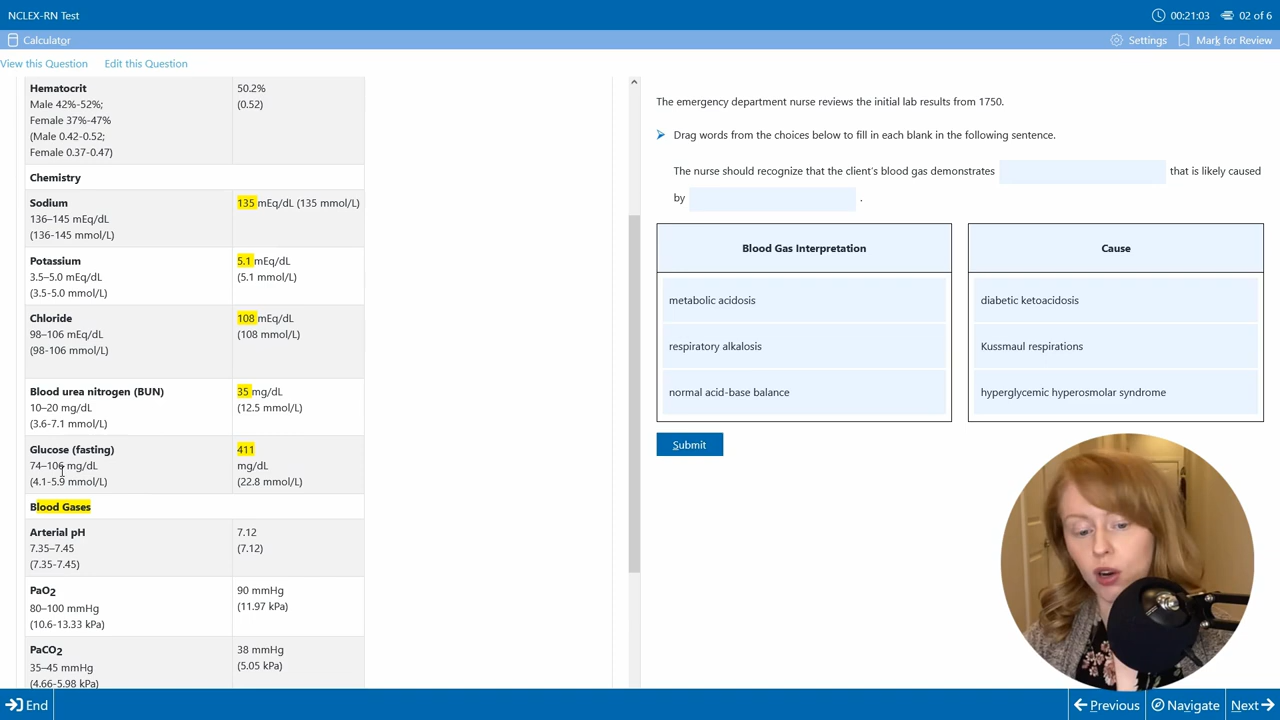 NCLEX-RN Test
00:21:03
02 of 6
Calculator
Settings
Mark for Review
View this Question
Edit this Question
Hematocrit
Male 42%-52%;
Female 37%-47%
(Male 0.42-0.52;
Female 0.37-0.47)
50.2%
(0.52)
Chemistry
Sodium
136–145 mEq/dL
(136-145 mmol/L)
135 mEq/dL (135 mmol/L)
Potassium
3.5–5.0 mEq/dL
(3.5-5.0 mmol/L)
5.1 mEq/dL
(5.1 mmol/L)
Chloride
98–106 mEq/dL
(98-106 mmol/L)
108 mEq/dL
(108 mmol/L)
Blood urea nitrogen (BUN)
10–20 mg/dL
(3.6-7.1 mmol/L)
35 mg/dL
(12.5 mmol/L)
Glucose (fasting)
74–106 mg/dL
(4.1-5.9 mmol/L)
411
mg/dL
(22.8 mmol/L)
Blood Gases
Arterial pH
7.35–7.45
(7.35-7.45)
7.12
(7.12)
PaO2
80–100 mmHg
(10.6-13.33 kPa)
90 mmHg
(11.97 kPa)
PaCO2
35–45 mmHg
(4.66-5.98 kPa)
38 mmHg
(5.05 kPa)
The emergency department nurse reviews the initial lab results from 1750.
Drag words from the choices below to fill in each blank in the following sentence.
The nurse should recognize that the client's blood gas demonstrates that is likely caused
by .
Blood Gas Interpretation
metabolic acidosis
respiratory alkalosis
normal acid-base balance
Cause
diabetic ketoacidosis
Kussmaul respirations
hyperglycemic hyperosmolar syndrome
Submit
End
Previous
Navigate
Next